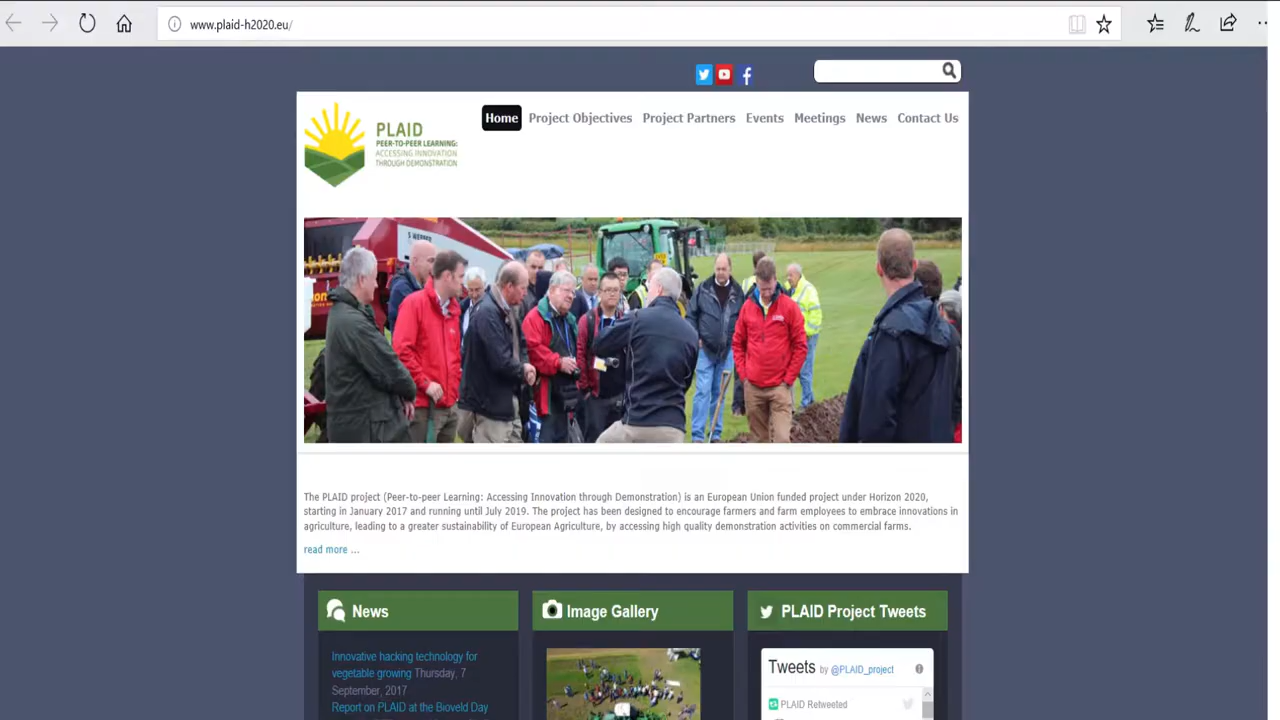 www.plaid-h2020.eu/
PLAID
PEER-TO-PEER LEARNING:
ACCESSING INNOVATION
THROUGH DEMONSTRATION
Home Project Objectives Project Partners Events Meetings News Contact Us
The PLAID project (Peer-to-peer Learning: Accessing Innovation through Demonstration) is an European Union funded project under Horizon 2020,
starting in January 2017 and running until July 2019. The project has been designed to encourage farmers and farm employees to embrace innovations in
agriculture, leading to a greater sustainability of European Agriculture, by accessing high quality demonstration activities on commercial farms.
read more ...
News
Innovative hacking technology for
vegetable growing Thursday, 7
September, 2017
Report on PLAID at the Bioveld Day
Image Gallery
PLAID Project Tweets
Tweets by @PLAID_project
PLAID Retweeted